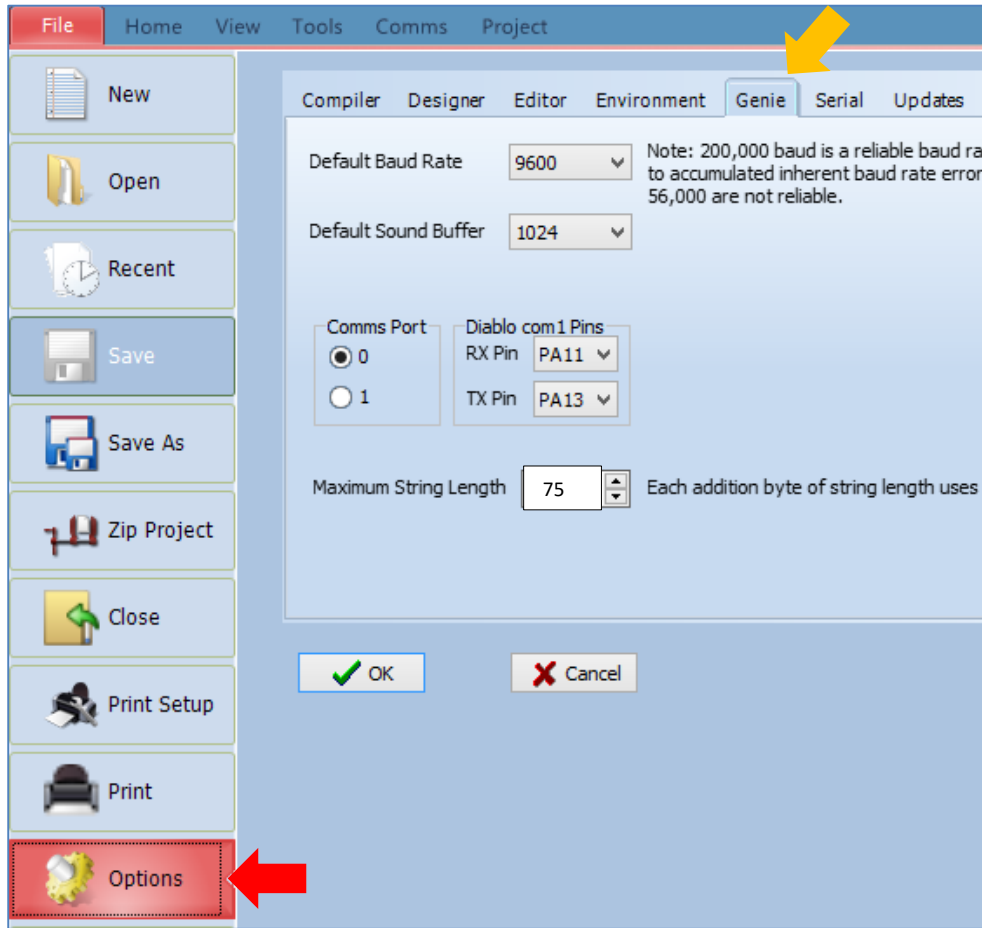 File Home View Tools Comms Project
New
Open
Recent
Save
Save As
Zip Project
Close
Print Setup
Print
Options
Compiler Designer Editor Environment Genie Serial Updates
Default Baud Rate 9600
Note: 200,000 baud is a reliable baud
to accumulated inherent baud rate error
56,000 are not reliable.
Default Sound Buffer 1024
Comms Port
0
1
Diablo com1 Pins
RX Pin PA11
TX Pin PA13
Maximum String Length 75 Each addition byte of string length uses
OK Cancel